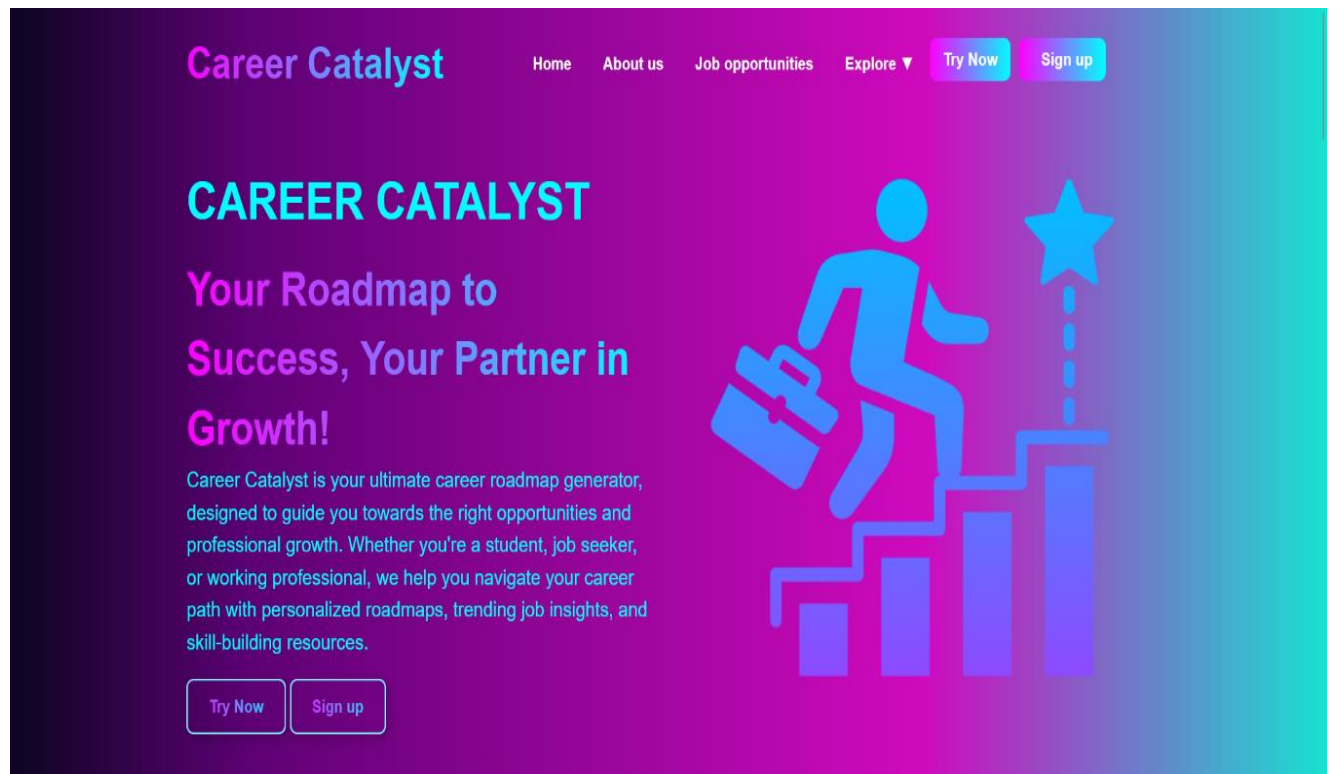 Career Catalyst
Home About us Job opportunities Explore ▼ Try Now Sign up
CAREER CATALYST
Your Roadmap to
Success, Your Partner in
Growth!
Career Catalyst is your ultimate career roadmap generator,
designed to guide you towards the right opportunities and
professional growth. Whether you're a student, job seeker,
or working professional, we help you navigate your career
path with personalized roadmaps, trending job insights, and
skill-building resources.
Try Now Sign up